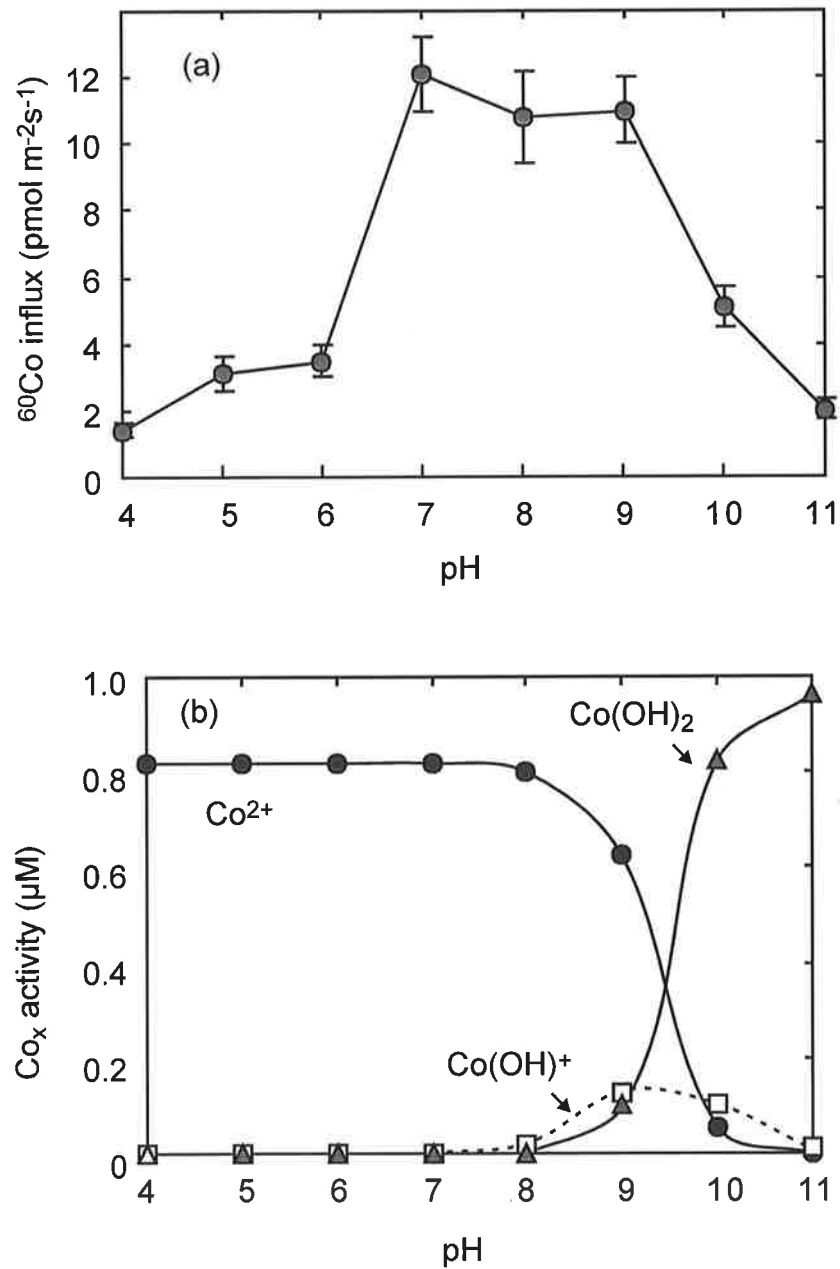 (a)
⁶⁰Co influx (pmol m⁻²s⁻¹)
12
10
8
6
4
2
0
4 5 6 7 8 9 10 11
pH
(b)
Co(OH)₂
Co²⁺
Co(OH)⁺
Coₓ activity (µM)
1.0
0.8
0.6
0.4
0.2
0
4 5 6 7 8 9 10 11
pH